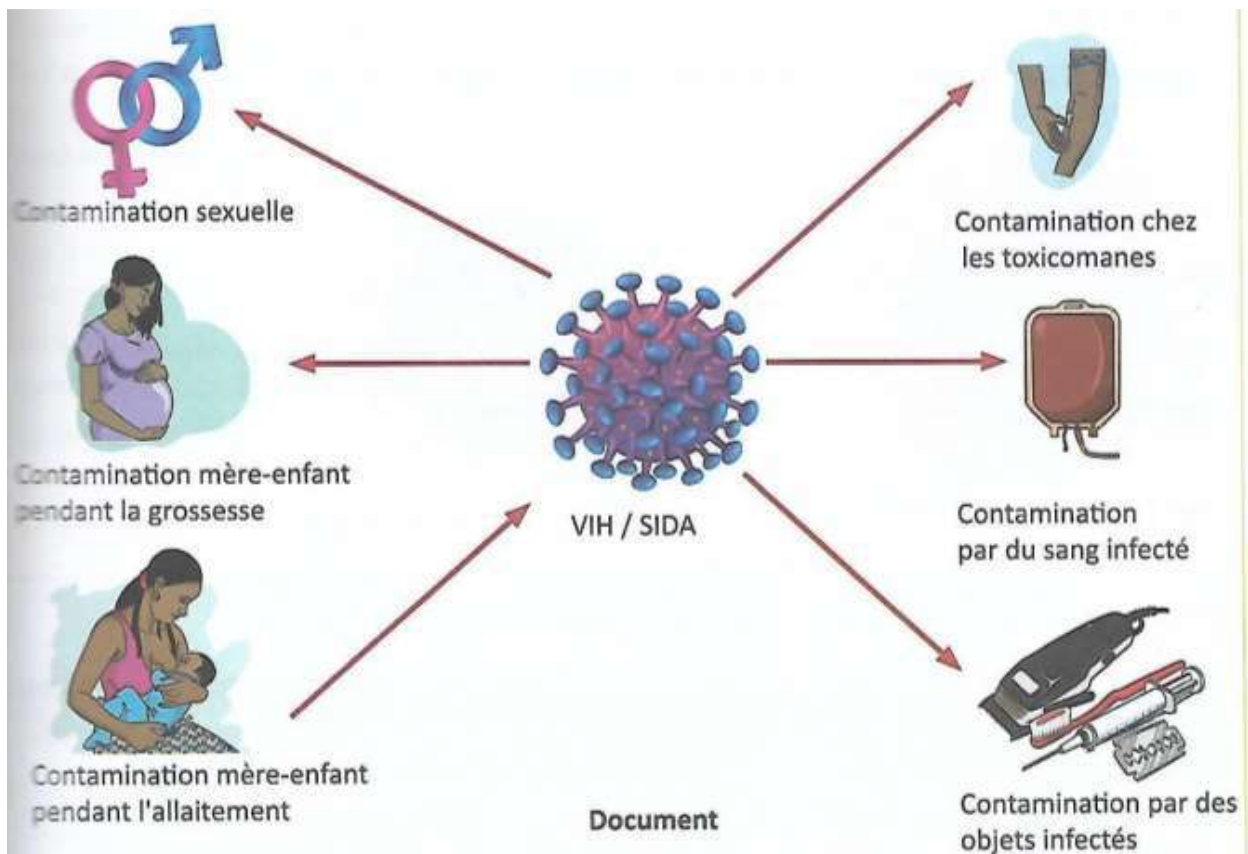 Contamination sexuelle
Contamination mère-enfant
pendant la grossesse
Contamination mère-enfant
pendant l'allaitement
VIH / SIDA
Document
Contamination chez
les toxicomanes
Contamination
par du sang infecté
Contamination par des
objets infectés